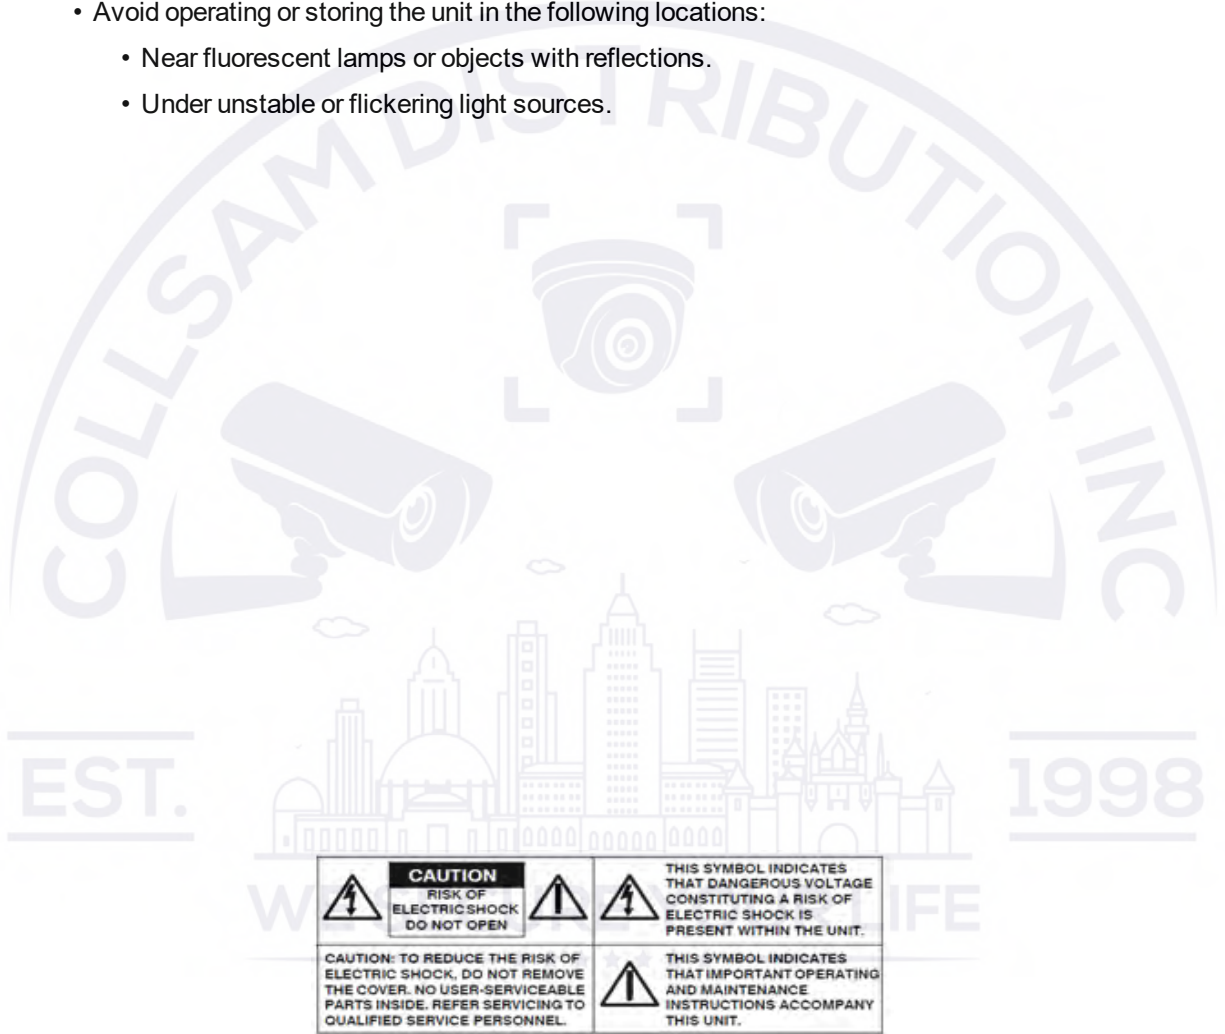 • Avoid operating or storing the unit in the following locations:
• Near fluorescent lamps or objects with reflections.
• Under unstable or flickering light sources.
COLLSAM DISTRIBUTION, INC
EST.
1998
CAUTION
RISK OF
ELECTRIC SHOCK
DO NOT OPEN
THIS SYMBOL INDICATES
THAT DANGEROUS VOLTAGE
CONSTITUTING A RISK OF
ELECTRIC SHOCK IS
PRESENT WITHIN THE UNIT.
CAUTION: TO REDUCE THE RISK OF
ELECTRIC SHOCK, DO NOT REMOVE
THE COVER. NO USER-SERVICEABLE
PARTS INSIDE. REFER SERVICING TO
QUALIFIED SERVICE PERSONNEL.
THIS SYMBOL INDICATES
THAT IMPORTANT OPERATING
AND MAINTENANCE
INSTRUCTIONS ACCOMPANY
THIS UNIT.